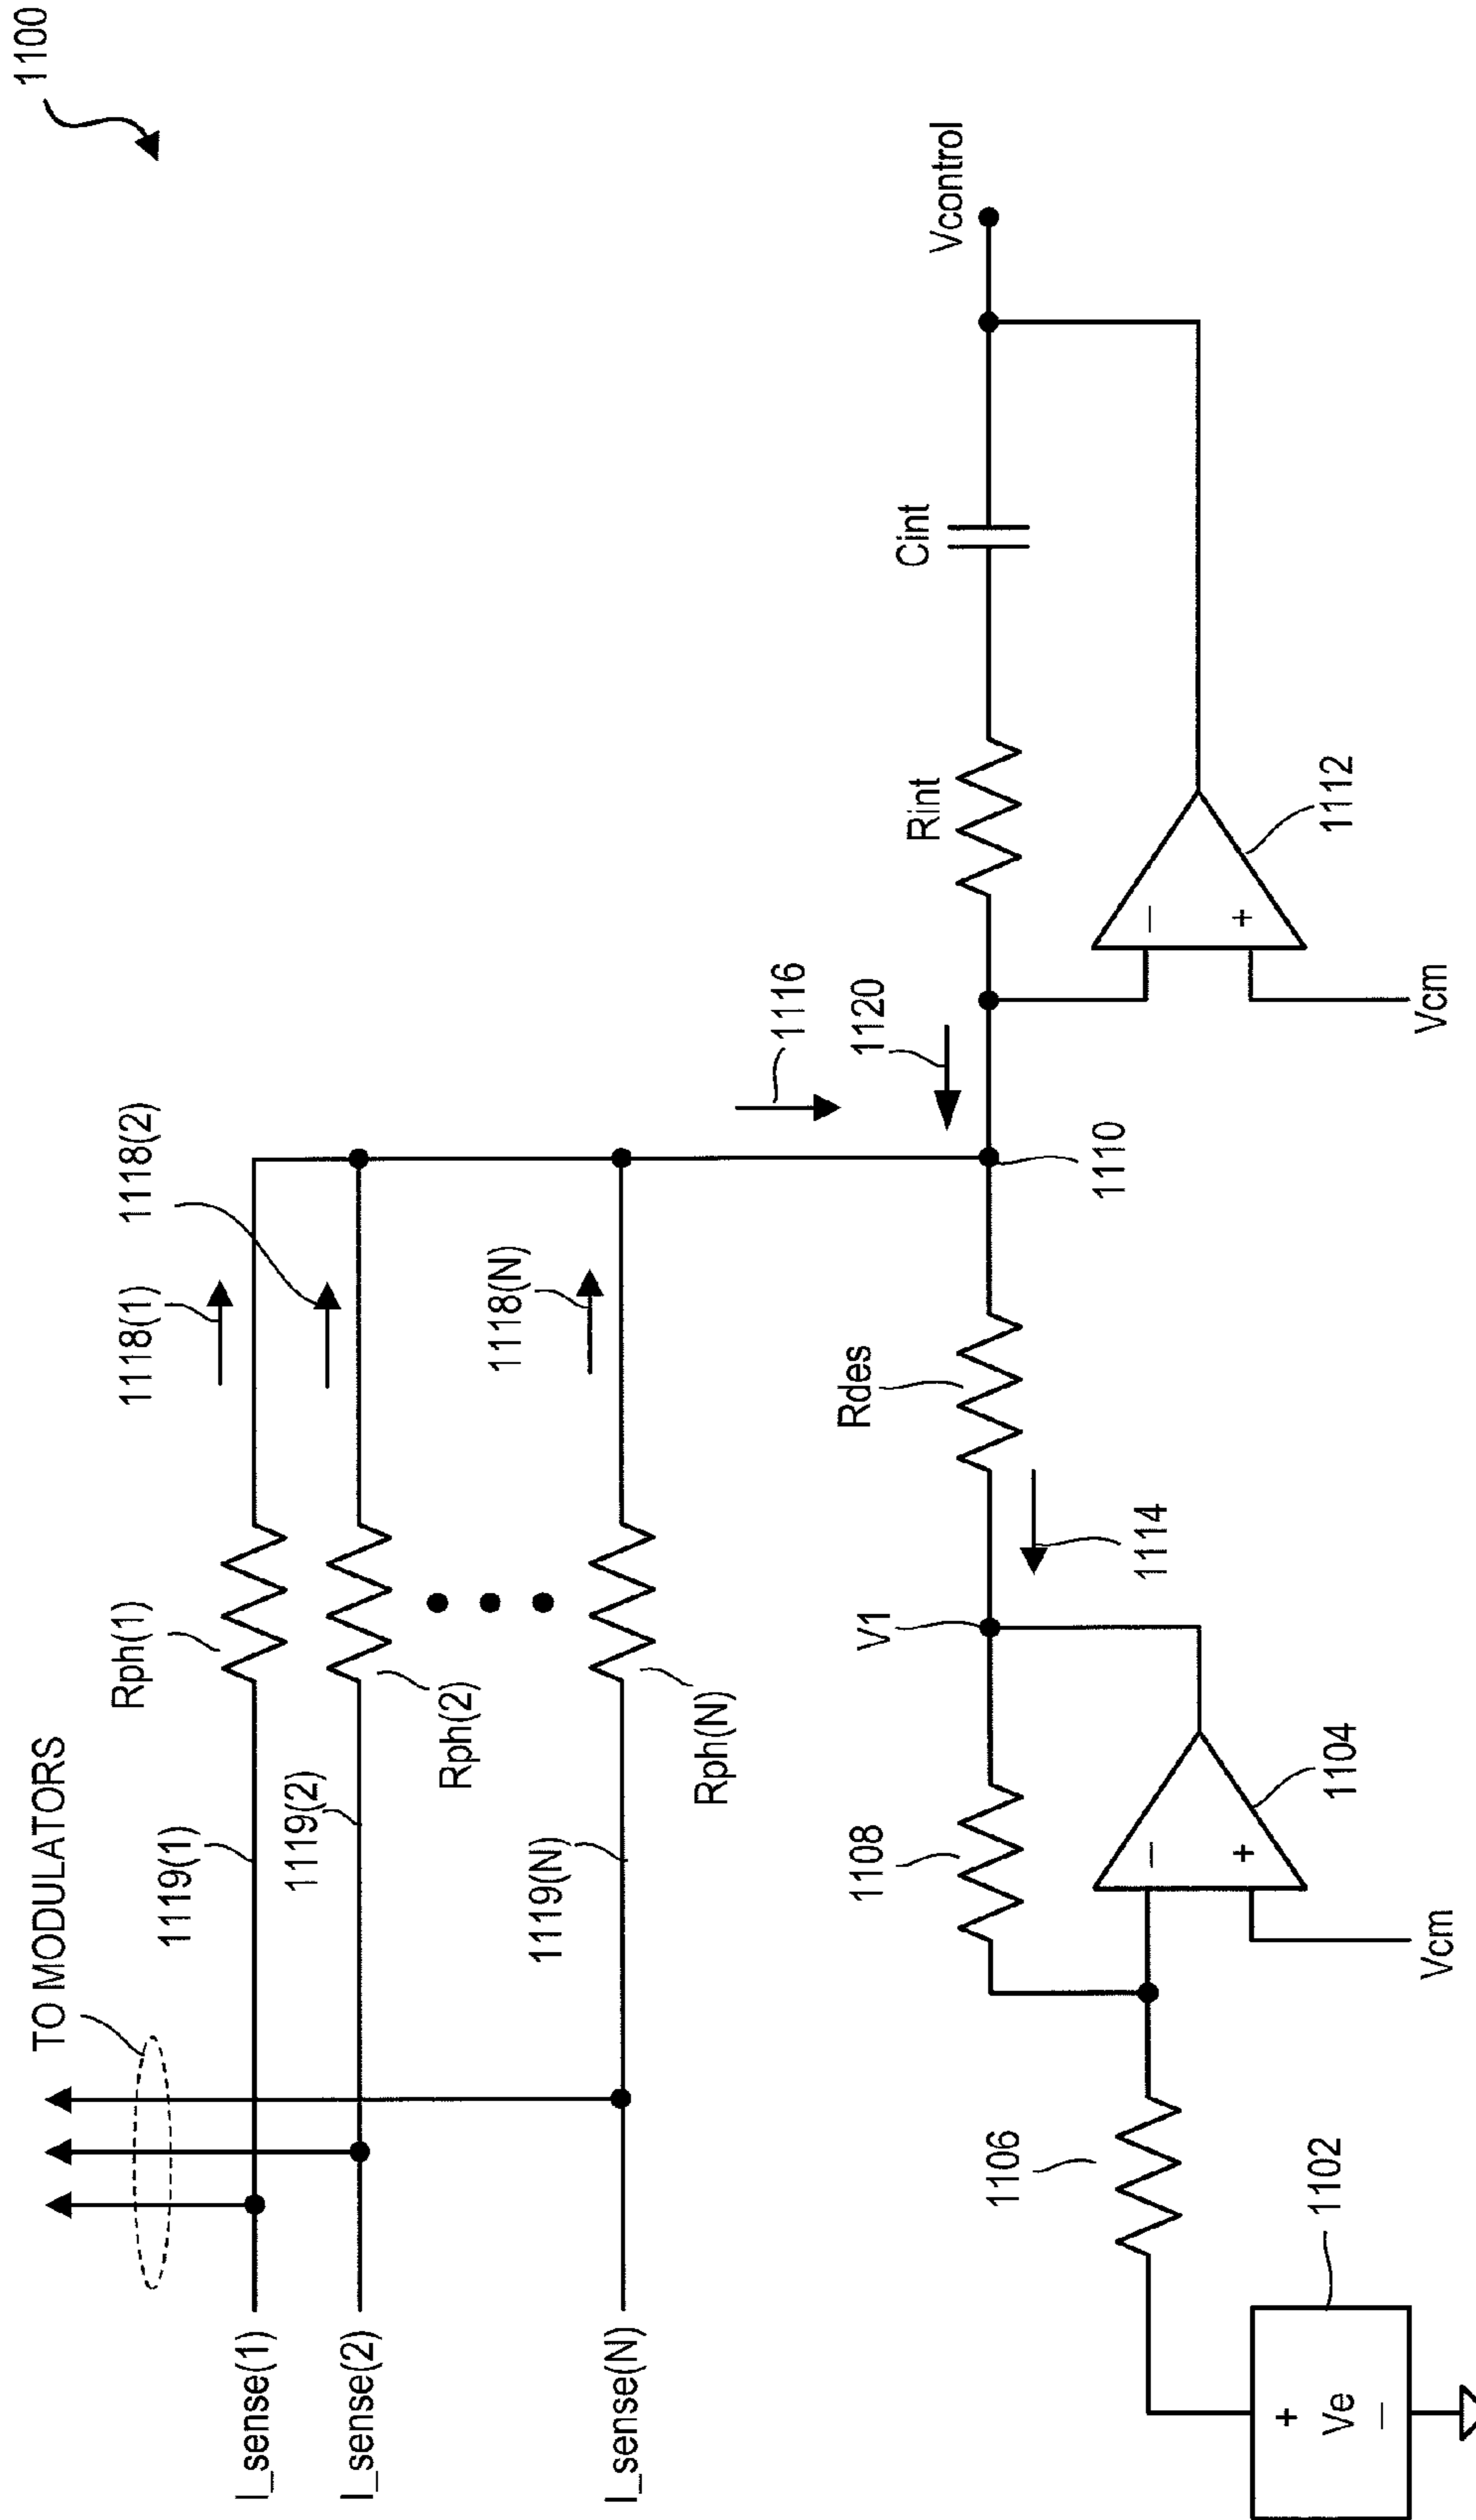 1100
TO MODULATORS
1119(1)
Rph(1)
1118(1)
1118(2)
I_sense(1)
1119(2)
I_sense(2)
Rph(2)
1118(N)
1119(N)
I_sense(N)
Rph(N)
1116
1120
Vcontrol
V1
Rdes
Rint
Cint
1108
1110
1106
−
+
1104
1114
−
+
1112
Vcm
Vcm
1102
+
Ve
−